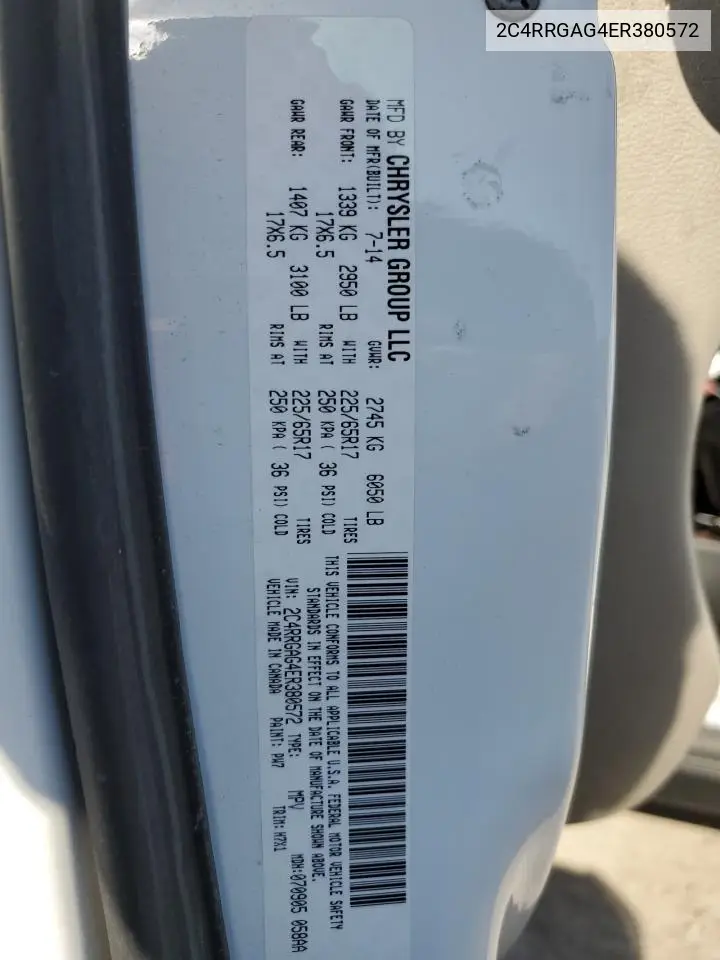 2C4RRGAG4ER380572
MFD BY CHRYSLER GROUP LLC
DATE OF MFR(BUILT): 7-14 GVWR: 2745 KG 6050 LB
GAWR FRONT: 1339 KG 2950 LB WITH 225/65R17 TIRES
17X6.5 RIMS AT 250 KPA ( 36 PSI) COLD
GAWR REAR: 1407 KG 3100 LB WITH 225/65R17 TIRES
17X6.5 RIMS AT 250 KPA ( 36 PSI) COLD
THIS VEHICLE CONFORMS TO ALL APPLICABLE U.S.A. FEDERAL MOTOR VEHICLE SAFETY
STANDARDS IN EFFECT ON THE DATE OF MANUFACTURE SHOWN ABOVE.
VIN: 2C4RRGAG4ER380572 TYPE: MPV MDH:070905 058AA
VEHICLE MADE IN CANADA PAINT: PW7 TRIM: H7X1